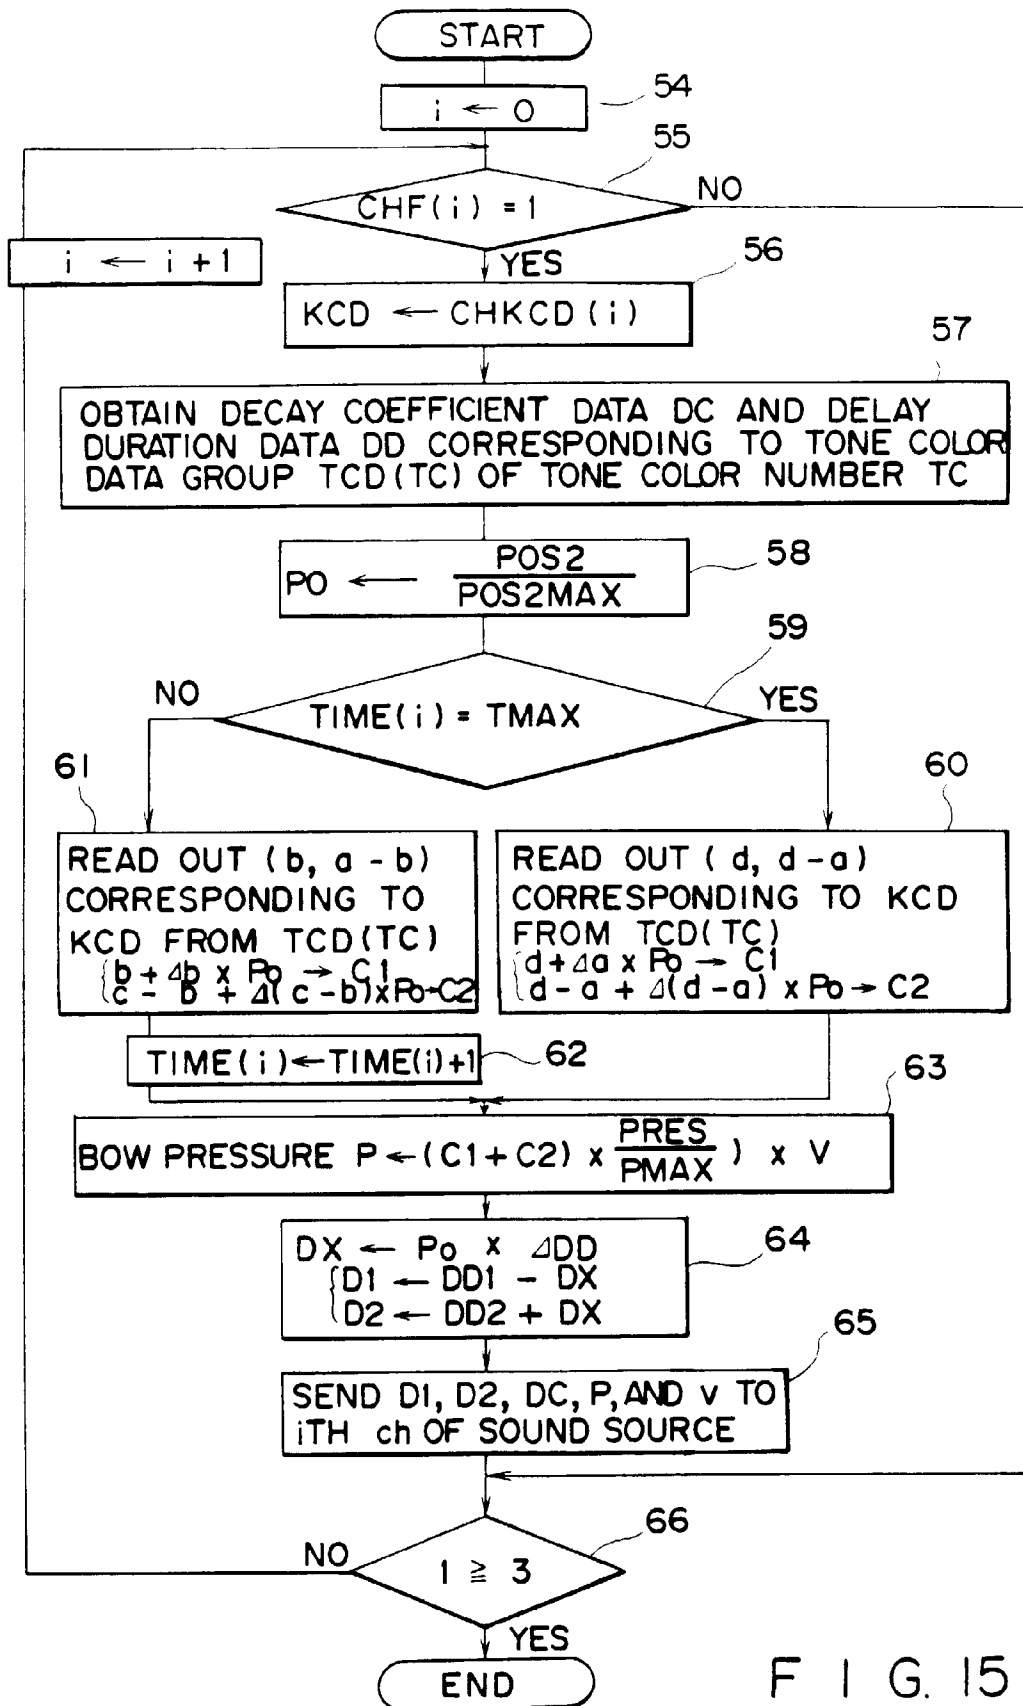 START
54
i ← 0
55
CHF(i) = 1
NO
i ← i + 1
YES
56
KCD ← CHKCD(i)
57
OBTAIN DECAY COEFFICIENT DATA DC AND DELAY
DURATION DATA DD CORRESPONDING TO TONE COLOR
DATA GROUP TCD(TC) OF TONE COLOR NUMBER TC
58
PO ← POS2
POS2MAX
59
NO
TIME(i) = TMAX
YES
61
60
READ OUT (b, a - b)
CORRESPONDING TO
KCD FROM TCD(TC)
b + Δb x Po → C1
c - b + Δ(c - b) x Po → C2
READ OUT (d, d - a)
CORRESPONDING TO KCD
FROM TCD(TC)
d + Δa x Po → C1
d - a + Δ(d - a) x Po → C2
TIME(i) ← TIME(i)+1
62
63
BOW PRESSURE P ← (C1 + C2) x PRES
PMAX ) x V
64
DX ← Po x ΔDD
D1 ← DD1 - DX
D2 ← DD2 + DX
65
SEND D1, D2, DC, P, AND v TO
iTH ch OF SOUND SOURCE
66
NO
1 ≧ 3
YES
END
FIG. 15